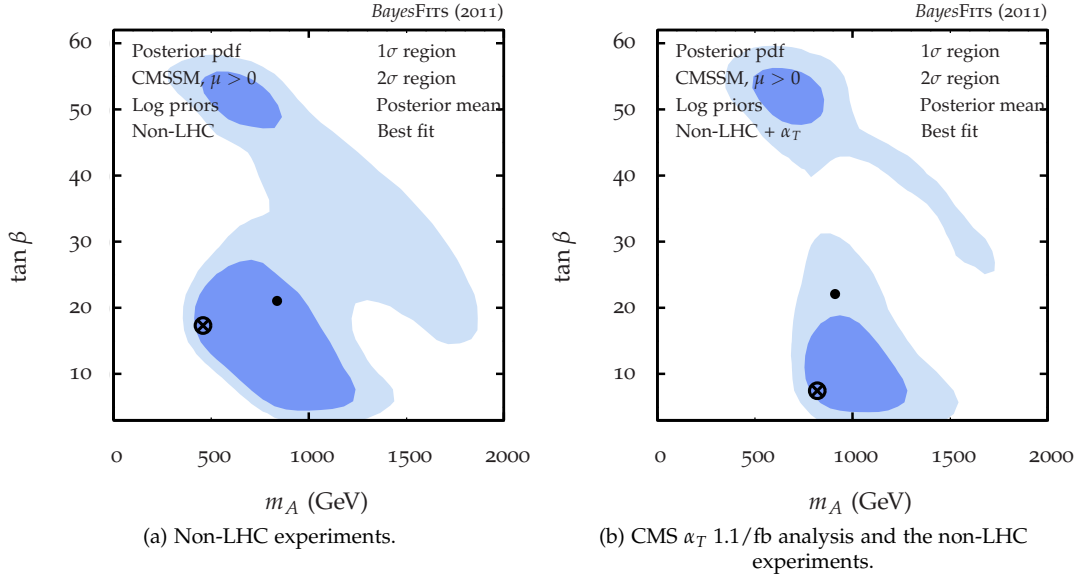 BayesFITS (2011)
Posterior pdf 1σ region
CMSSM, μ > 0 2σ region
Log priors Posterior mean
Non-LHC Best fit
60
50
40
30
20
10
tan β
0 500 1000 1500 2000
m_A (GeV)
(a) Non-LHC experiments.
BayesFITS (2011)
Posterior pdf 1σ region
CMSSM, μ > 0 2σ region
Log priors Posterior mean
Non-LHC + α_T Best fit
60
50
40
30
20
10
tan β
0 500 1000 1500 2000
m_A (GeV)
(b) CMS α_T 1.1/fb analysis and the non-LHC
experiments.